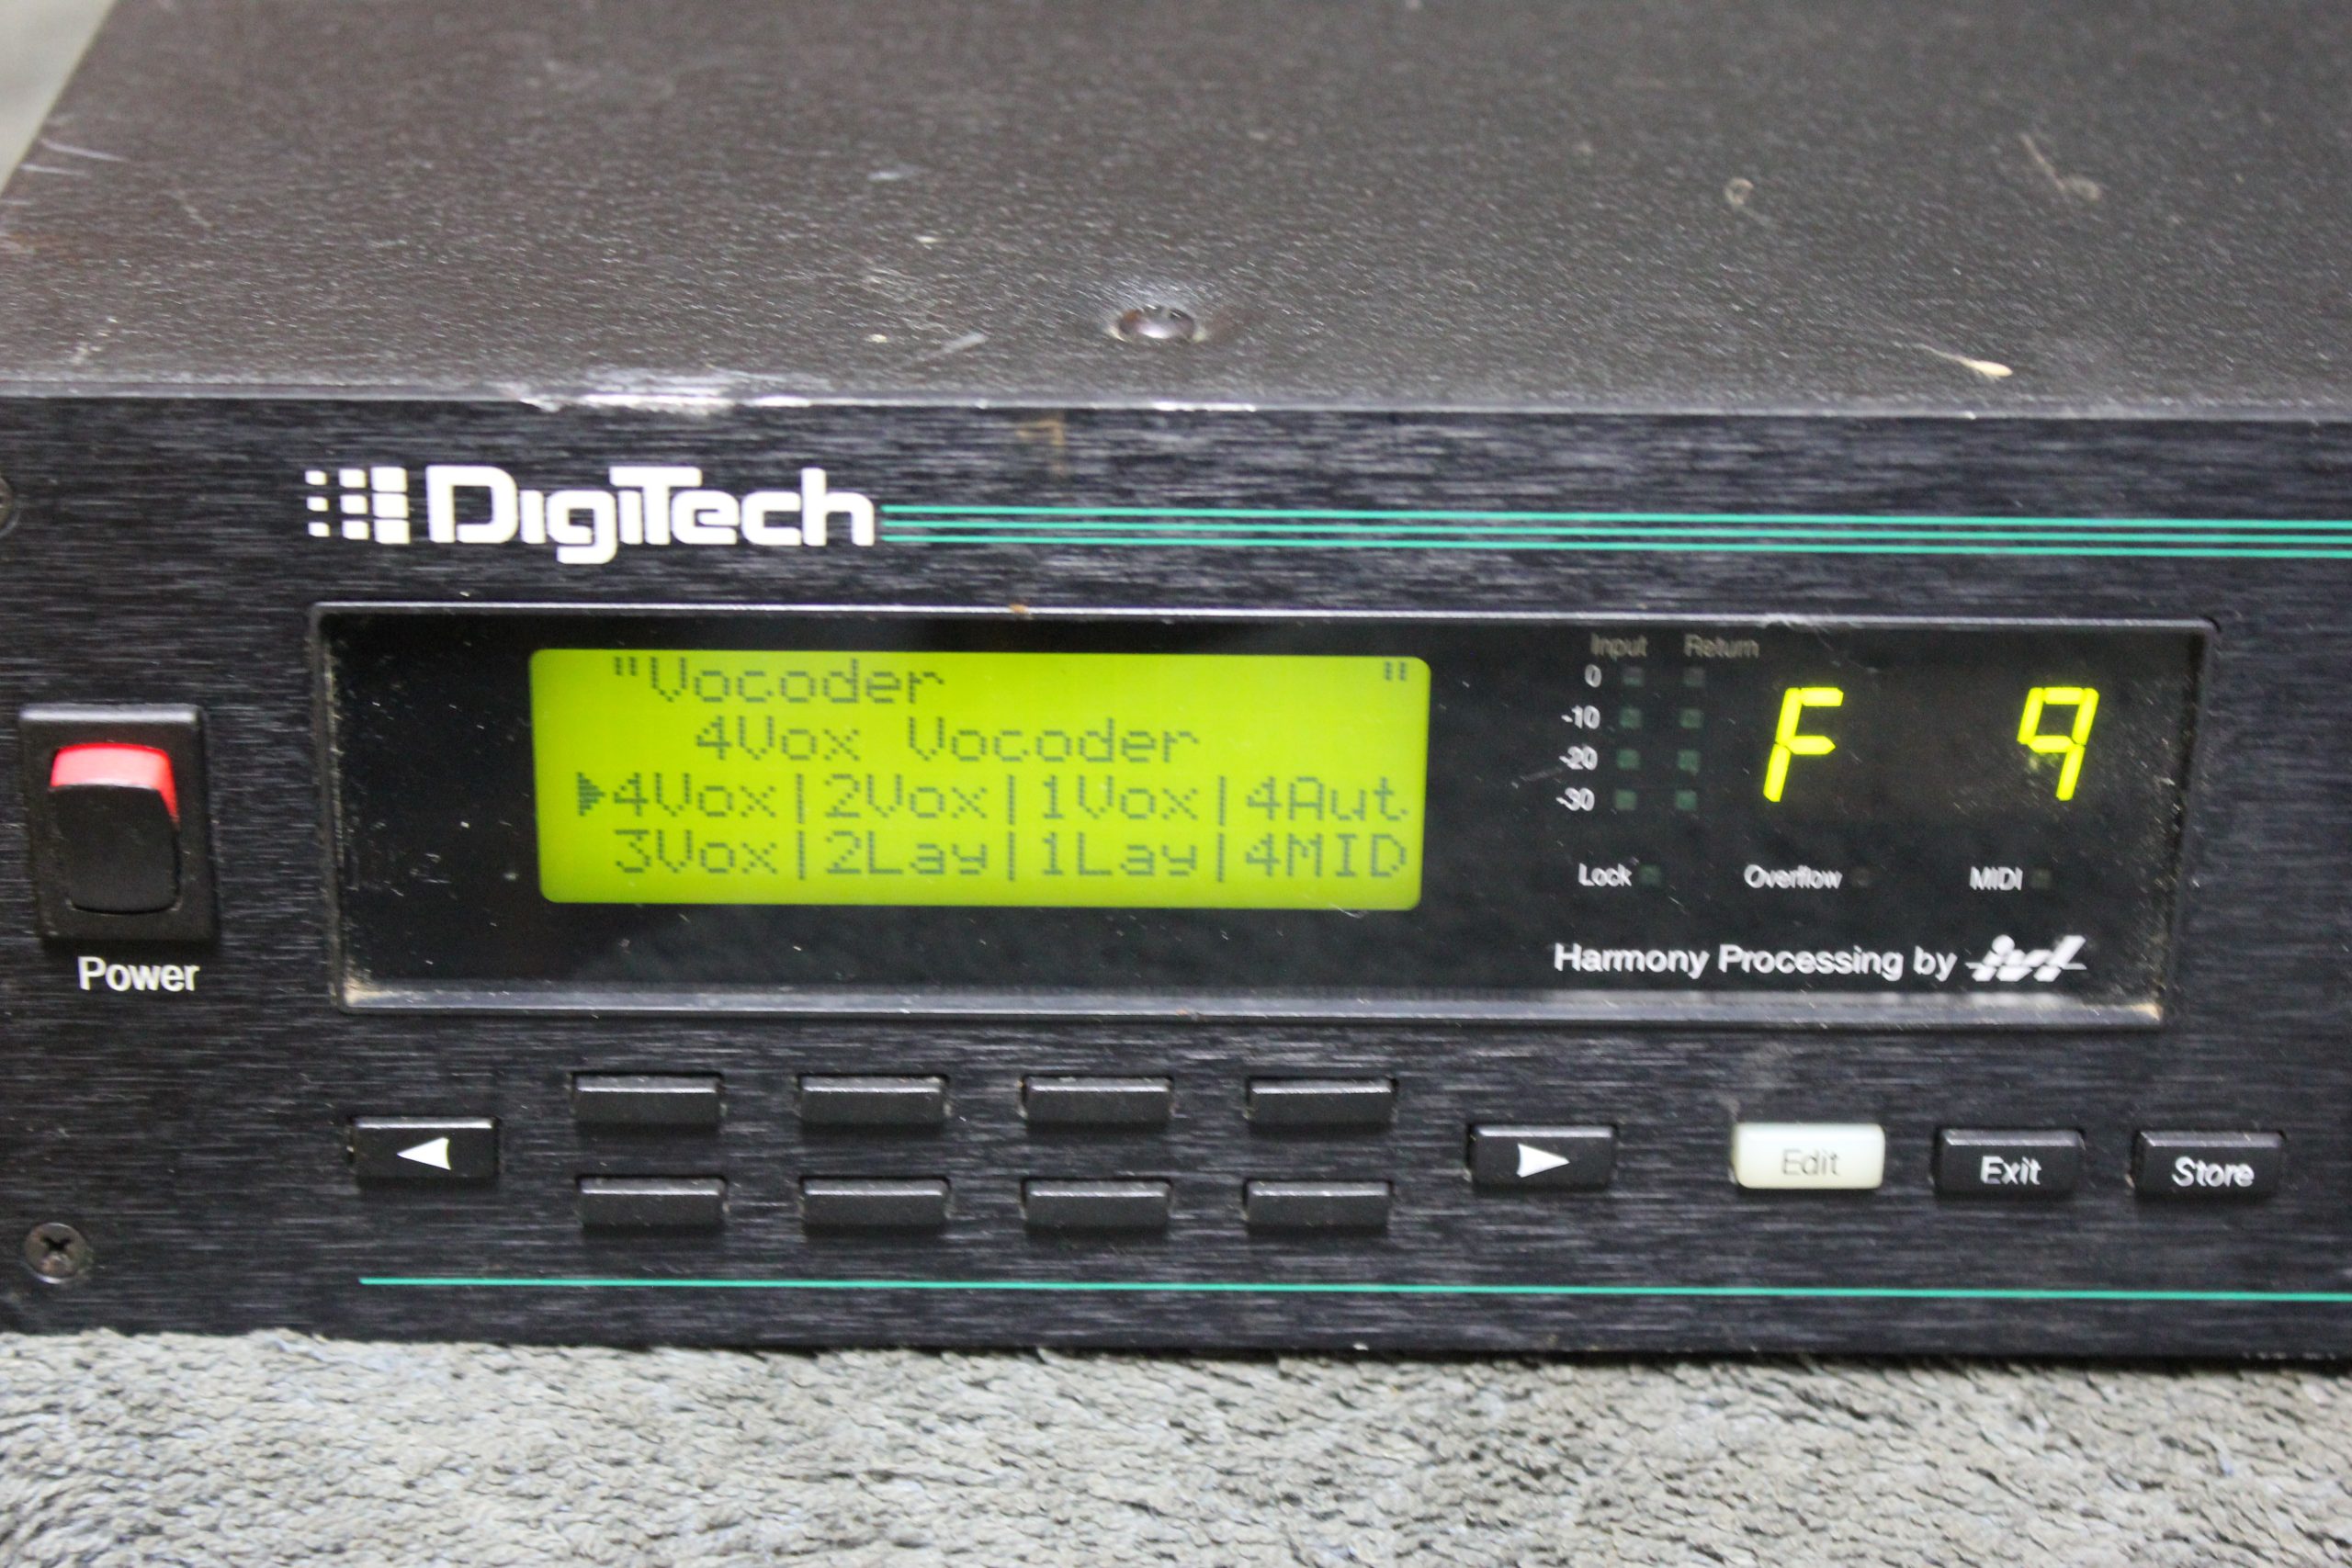 DigiTech
"Vocoder "
4Vox Vocoder
4Vox|2Vox|1Vox|4Aut
3Vox|2Lay|1Lay|4MID
Input Return
0
-10
-20
-30
F 9
Lock Overflow MIDI
Harmony Processing by ivl
Power
Edit Exit Store